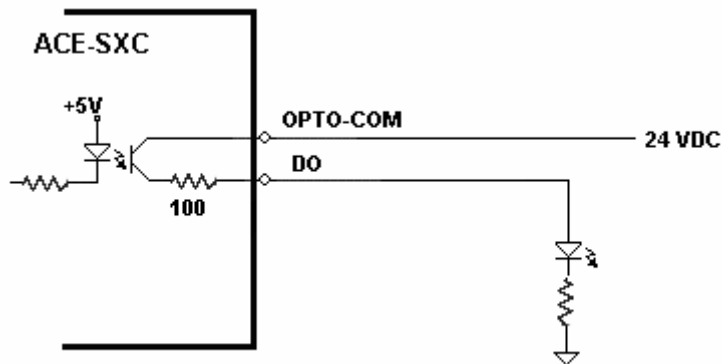 ACE-SXC
+5V
OPTO-COM
24 VDC
DO
100